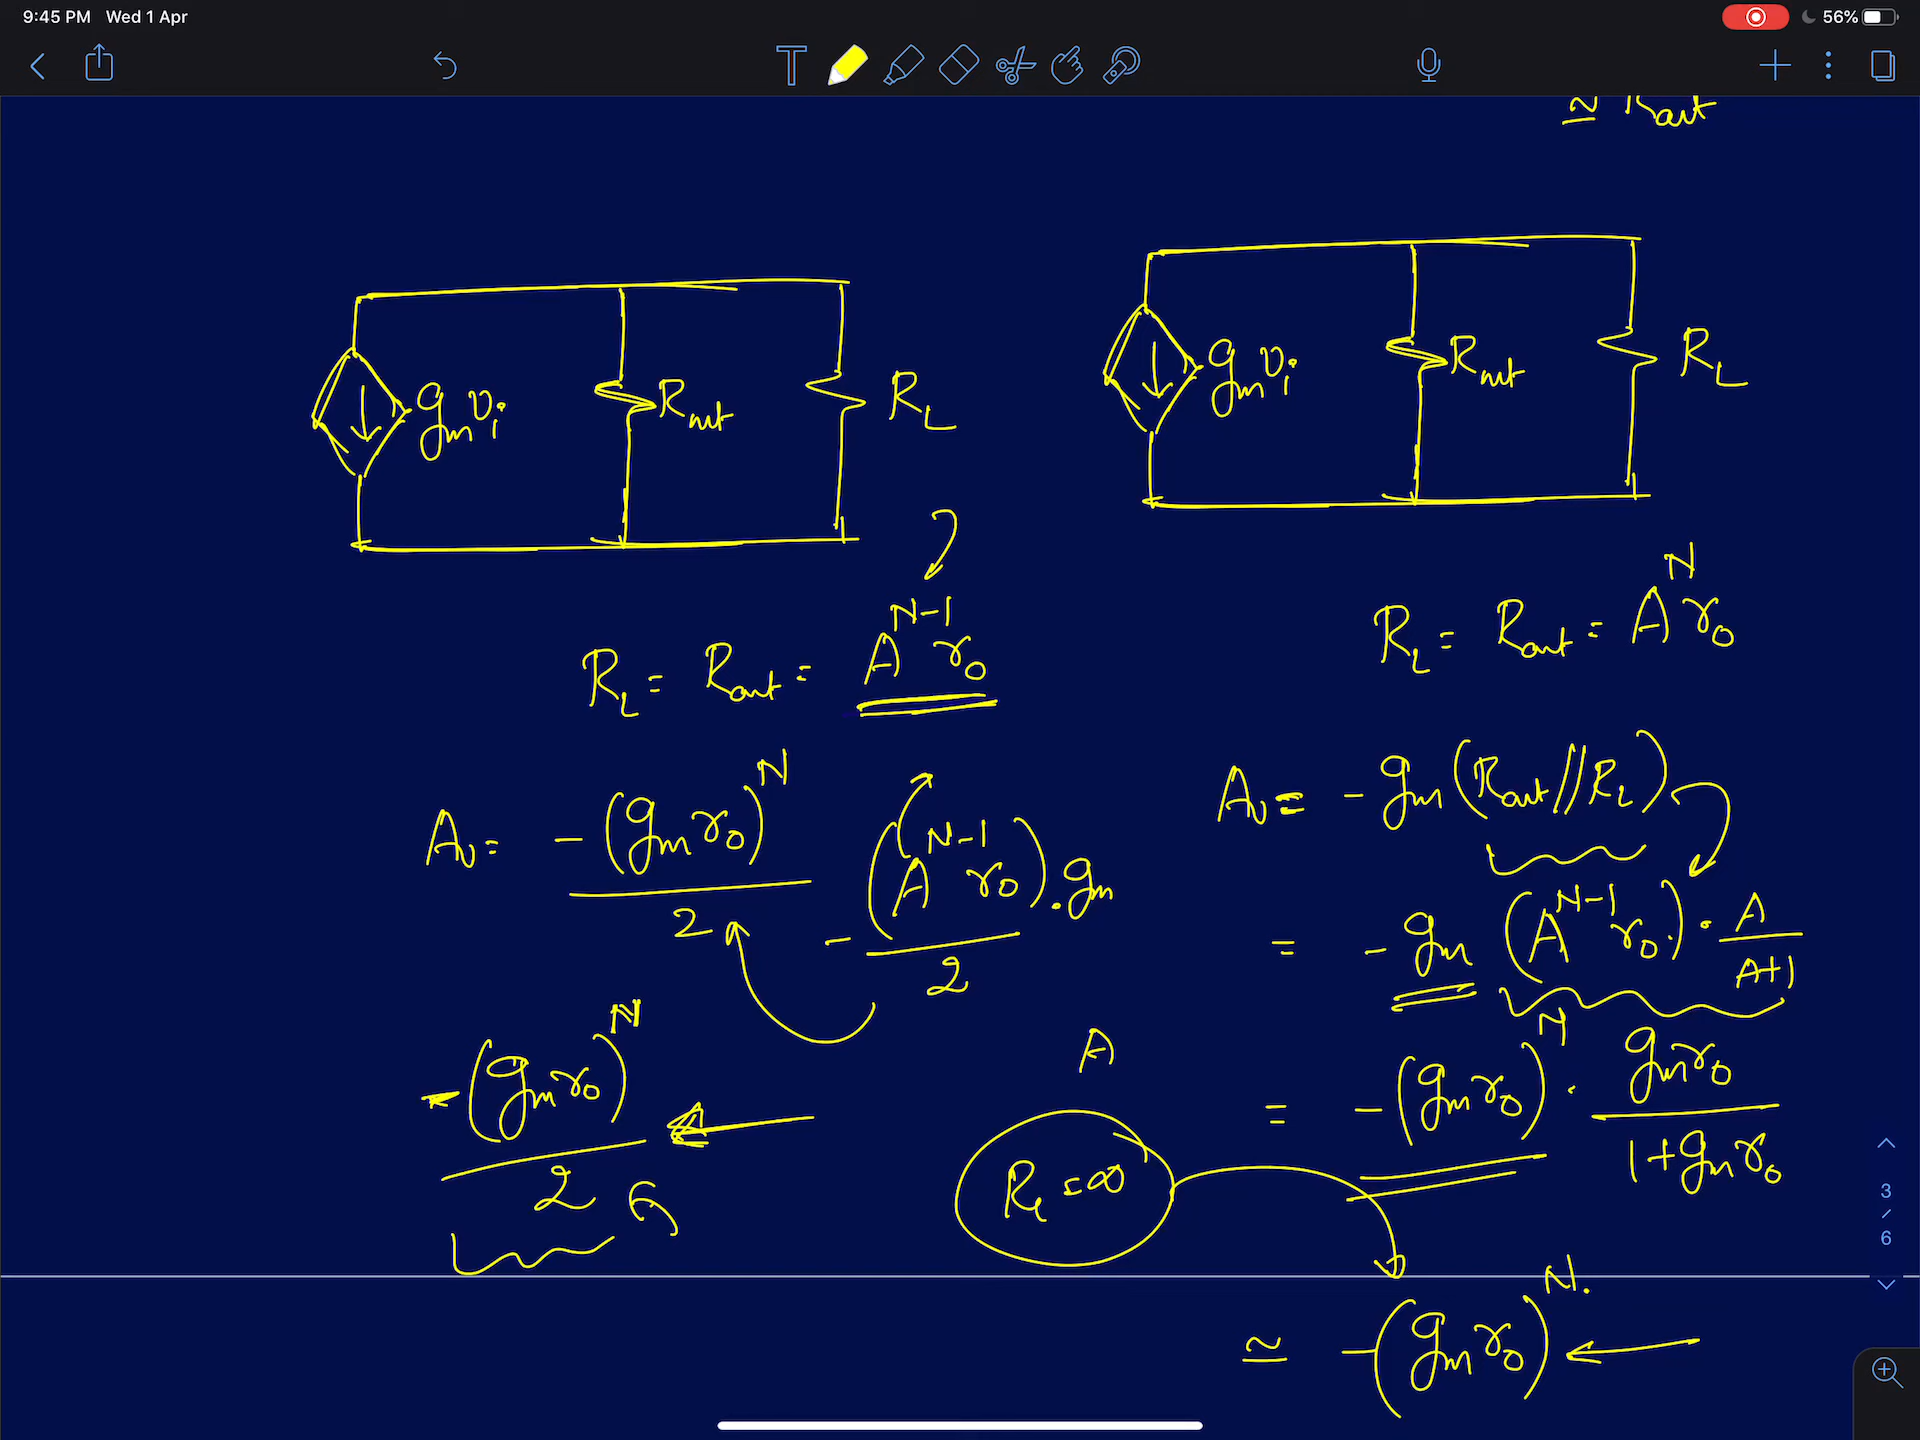 9:45 PM Wed 1 Apr
56%
T
≃ Rout
gmvi Rout RL
gmvi Rout RL
RL = Rout = A^(N-1) ro
RL = Rout = A^N ro
Av = -(gm ro)^N / 2
-(A^(N-1) ro) / 2 . gm
-(gm ro)^N / 2
Av = -gm (Rout//RL)
= -gm (A^(N-1) ro) . A / A+1
A
= -(gm ro)^N . gm ro / 1+gm ro
RL = ∞
≃ -(gm ro)^N.
3
/
6